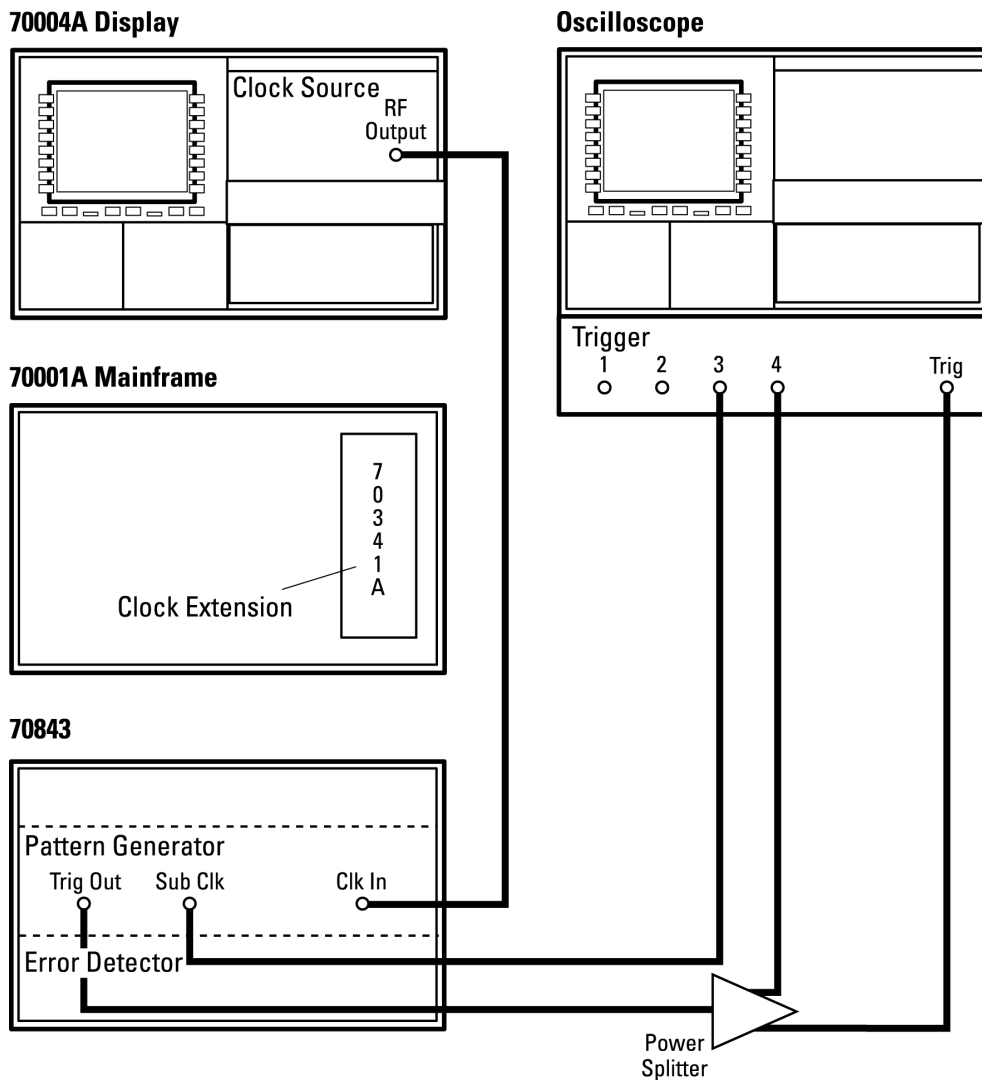 70004A Display
Clock Source
RF
Output
Oscilloscope
Trigger
1 2 3 4 Trig
70001A Mainframe
7
0
3
4
1
A
Clock Extension
70843
Pattern Generator
Trig Out Sub Clk Clk In
Error Detector
Power
Splitter